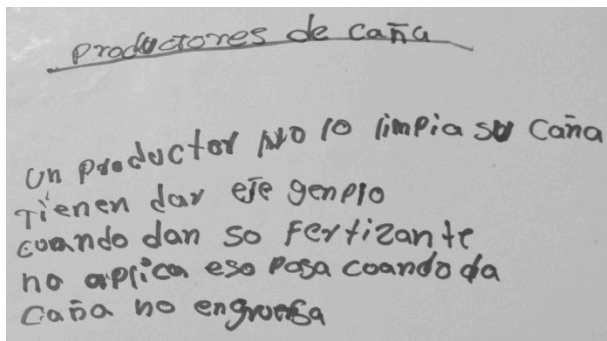 Productores de caña
un productor no lo limpia su caña
Tienen dar eje genplo
cuando dan so fertizante
no aplica eso pasa coando da
caña no engruesa